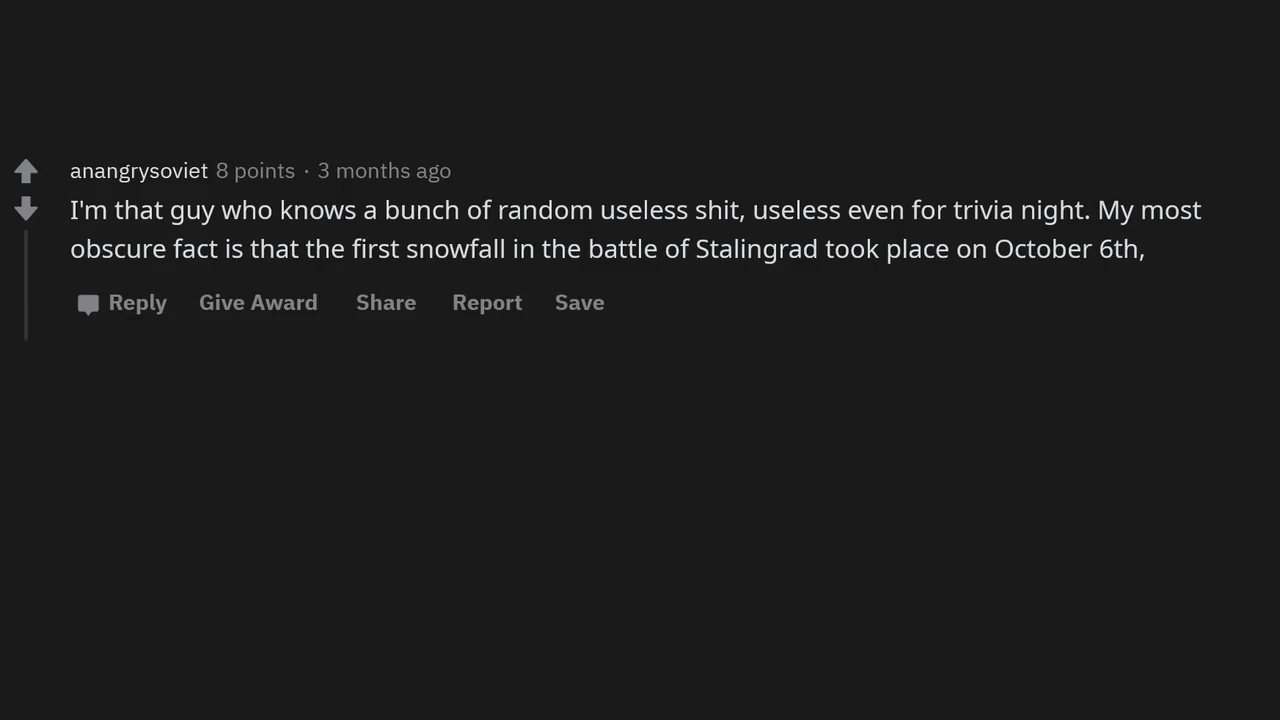 anangrysoviet 8 points · 3 months ago
I'm that guy who knows a bunch of random useless shit, useless even for trivia night. My most
obscure fact is that the first snowfall in the battle of Stalingrad took place on October 6th,
Reply Give Award Share Report Save